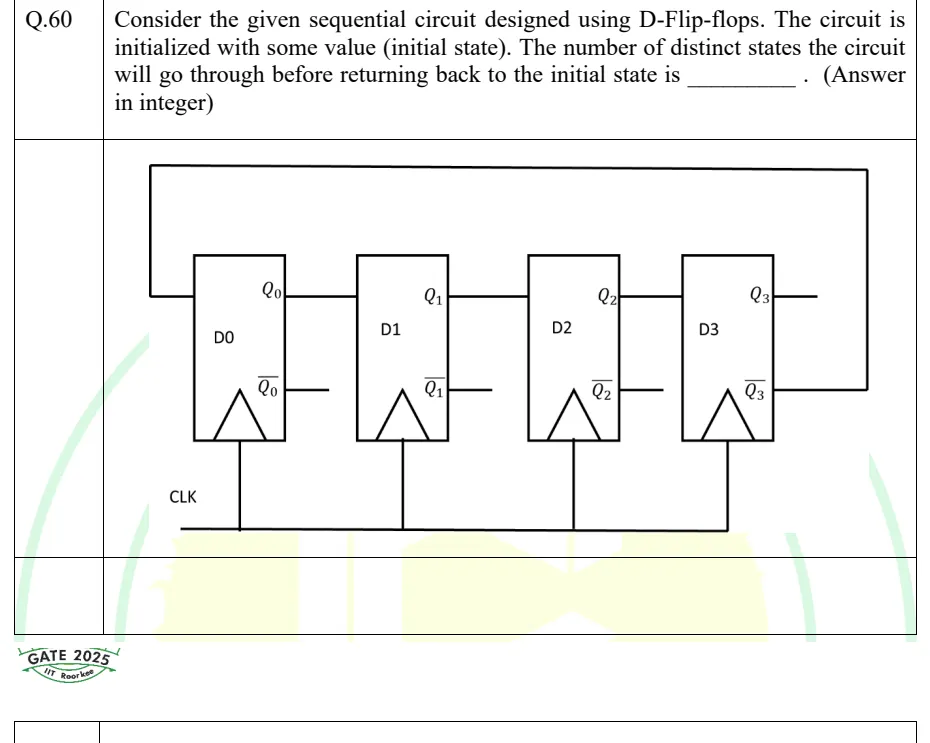 Q.60
Consider the given sequential circuit designed using D-Flip-flops. The circuit is
initialized with some value (initial state). The number of distinct states the circuit
will go through before returning back to the initial state is _________ . (Answer
in integer)
Q₀
Q₁
Q₂
Q₃
D0
D1
D2
D3
Q̅₀
Q̅₁
Q̅₂
Q̅₃
CLK
GATE 2025
IIT Roorkee